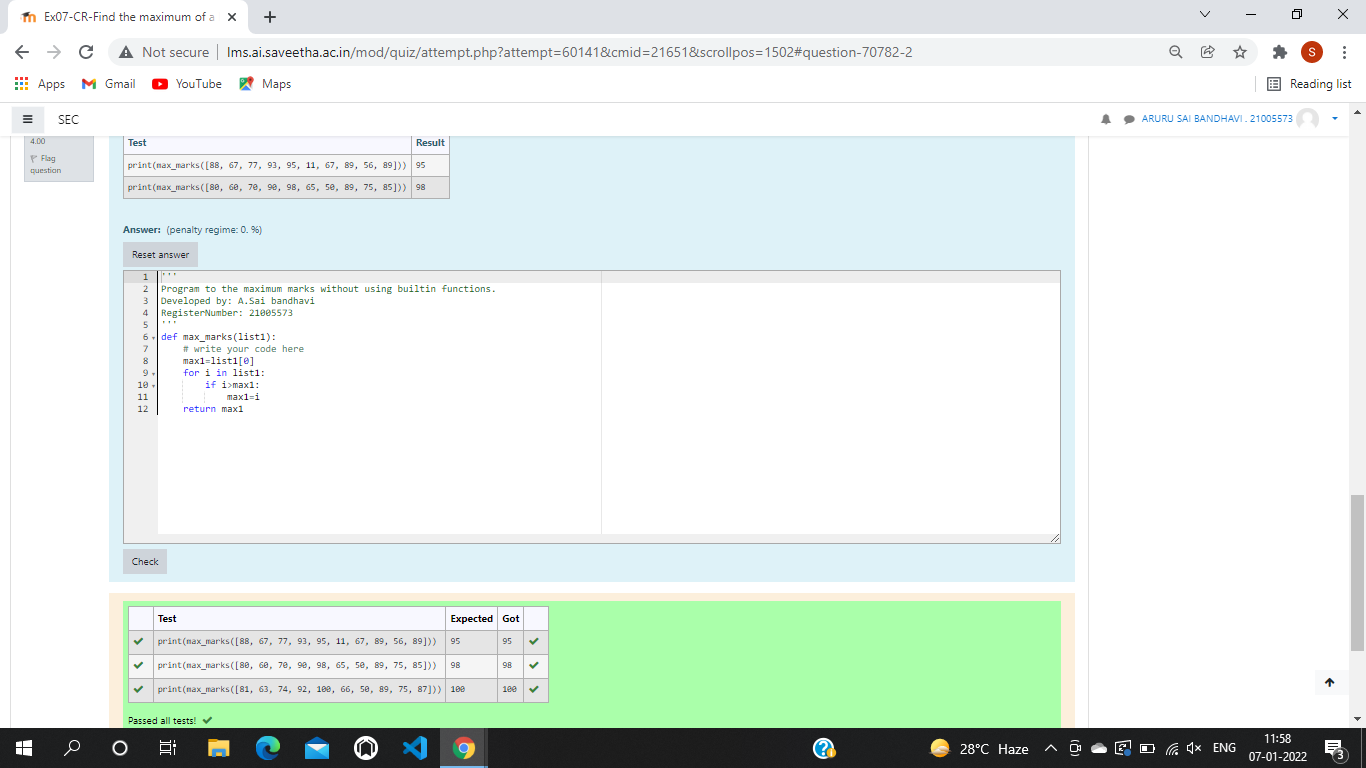 Ex07-CR-Find the maximum of a
Not secure
lms.ai.saveetha.ac.in/mod/quiz/attempt.php?attempt=60141&cmid=21651&scrollpos=1502#question-70782-2
S
Apps
Gmail
YouTube
Maps
Reading list
SEC
ARURU SAI BANDHAVI . 21005573
4.00
Flag
question
Test Result
print(max_marks([88, 67, 77, 93, 95, 11, 67, 89, 56, 89])) 95
print(max_marks([80, 60, 70, 90, 98, 65, 50, 89, 75, 85])) 98
Answer: (penalty regime: 0. %)
Reset answer
1 '''
2 Program to the maximum marks without using builtin functions.
3 Developed by: A.Sai bandhavi
4 RegisterNumber: 21005573
5 '''
6 def max_marks(list1):
7 # write your code here
8 max1=list1[0]
9 for i in list1:
10 if i>max1:
11 max1=i
12 return max1
Check
Test Expected Got
print(max_marks([88, 67, 77, 93, 95, 11, 67, 89, 56, 89])) 95 95
print(max_marks([80, 60, 70, 90, 98, 65, 50, 89, 75, 85])) 98 98
print(max_marks([81, 63, 74, 92, 100, 66, 50, 89, 75, 87])) 100 100
Passed all tests!
28°C Haze
ENG
11:58
07-01-2022
3